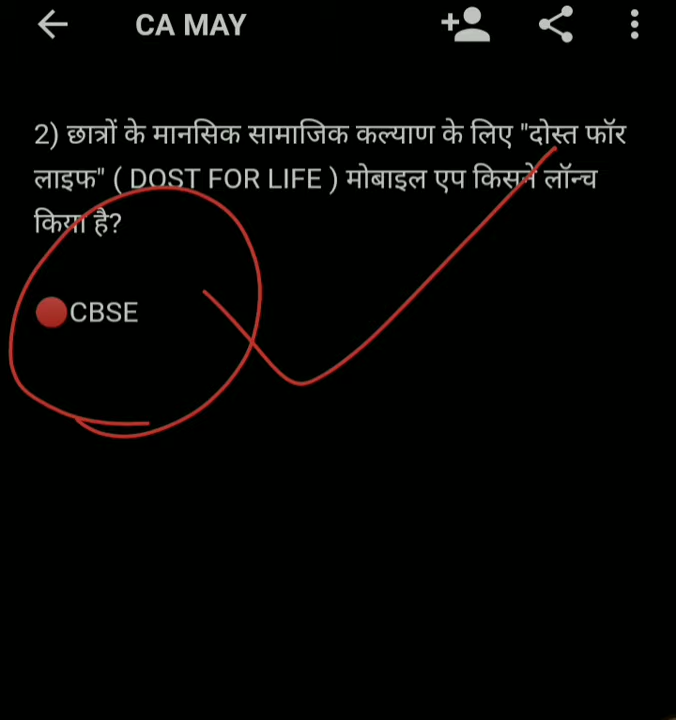 CA MAY
2) छात्रों के मानसिक सामाजिक कल्याण के लिए "दोस्त फॉर
लाइफ" ( DOST FOR LIFE ) मोबाइल एप किसने लॉन्च
किया है?
CBSE